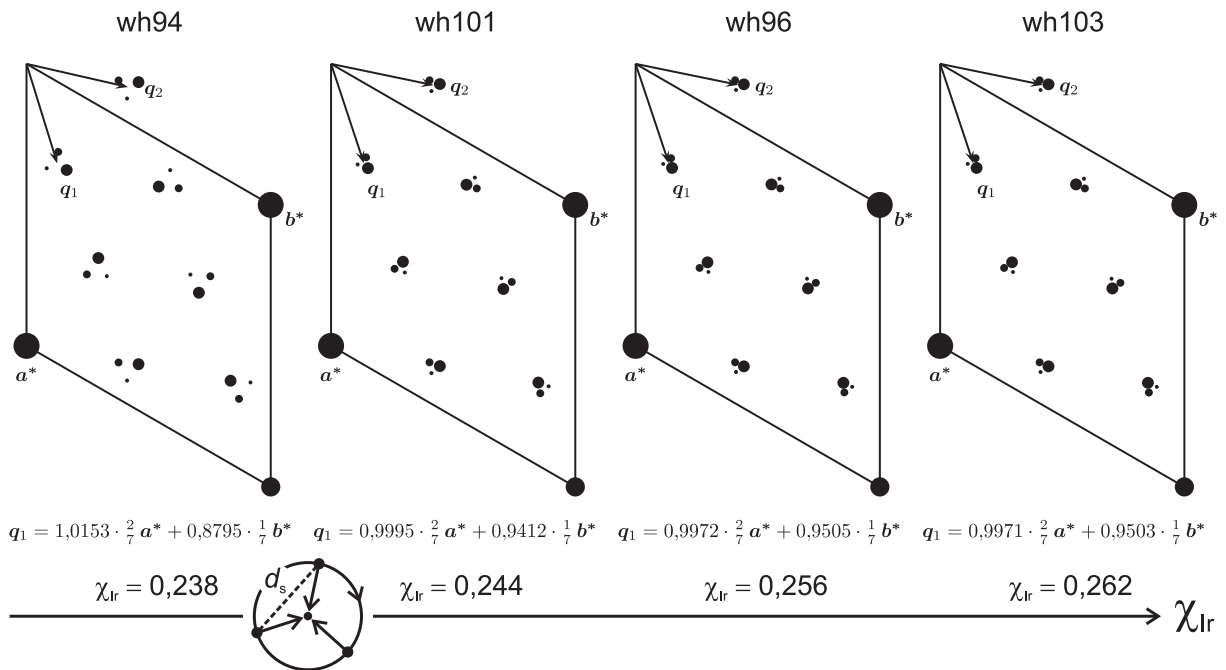 wh94 wh101 wh96 wh103
q₂ q₂ q₂ q₂
q₁ q₁ q₁ q₁
b* b* b* b*
a* a* a* a*
q₁ = 1,0153 · 2/7 a* + 0,8795 · 1/7 b* q₁ = 0,9995 · 2/7 a* + 0,9412 · 1/7 b* q₁ = 0,9972 · 2/7 a* + 0,9505 · 1/7 b* q₁ = 0,9971 · 2/7 a* + 0,9503 · 1/7 b*
χIr = 0,238 dₛ χIr = 0,244 χIr = 0,256 χIr = 0,262
χIr